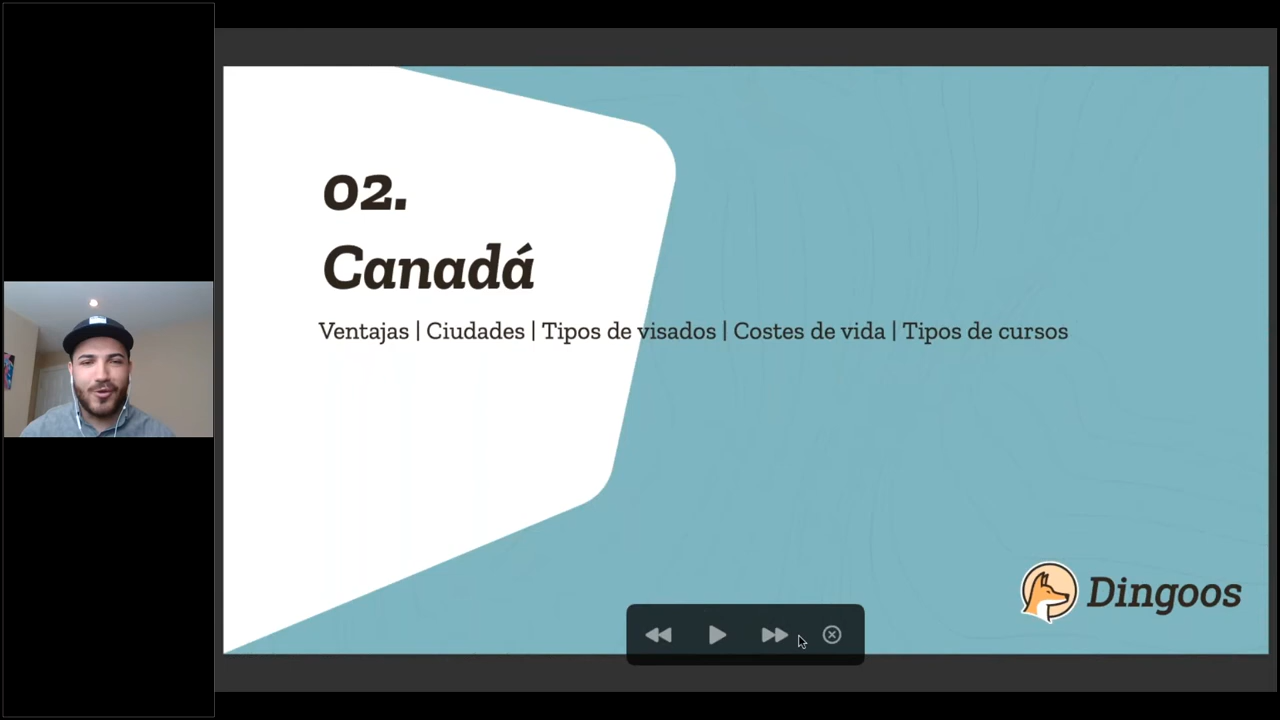 02.
Canadá
Ventajas | Ciudades | Tipos de visados | Costes de vida | Tipos de cursos
Dingoos